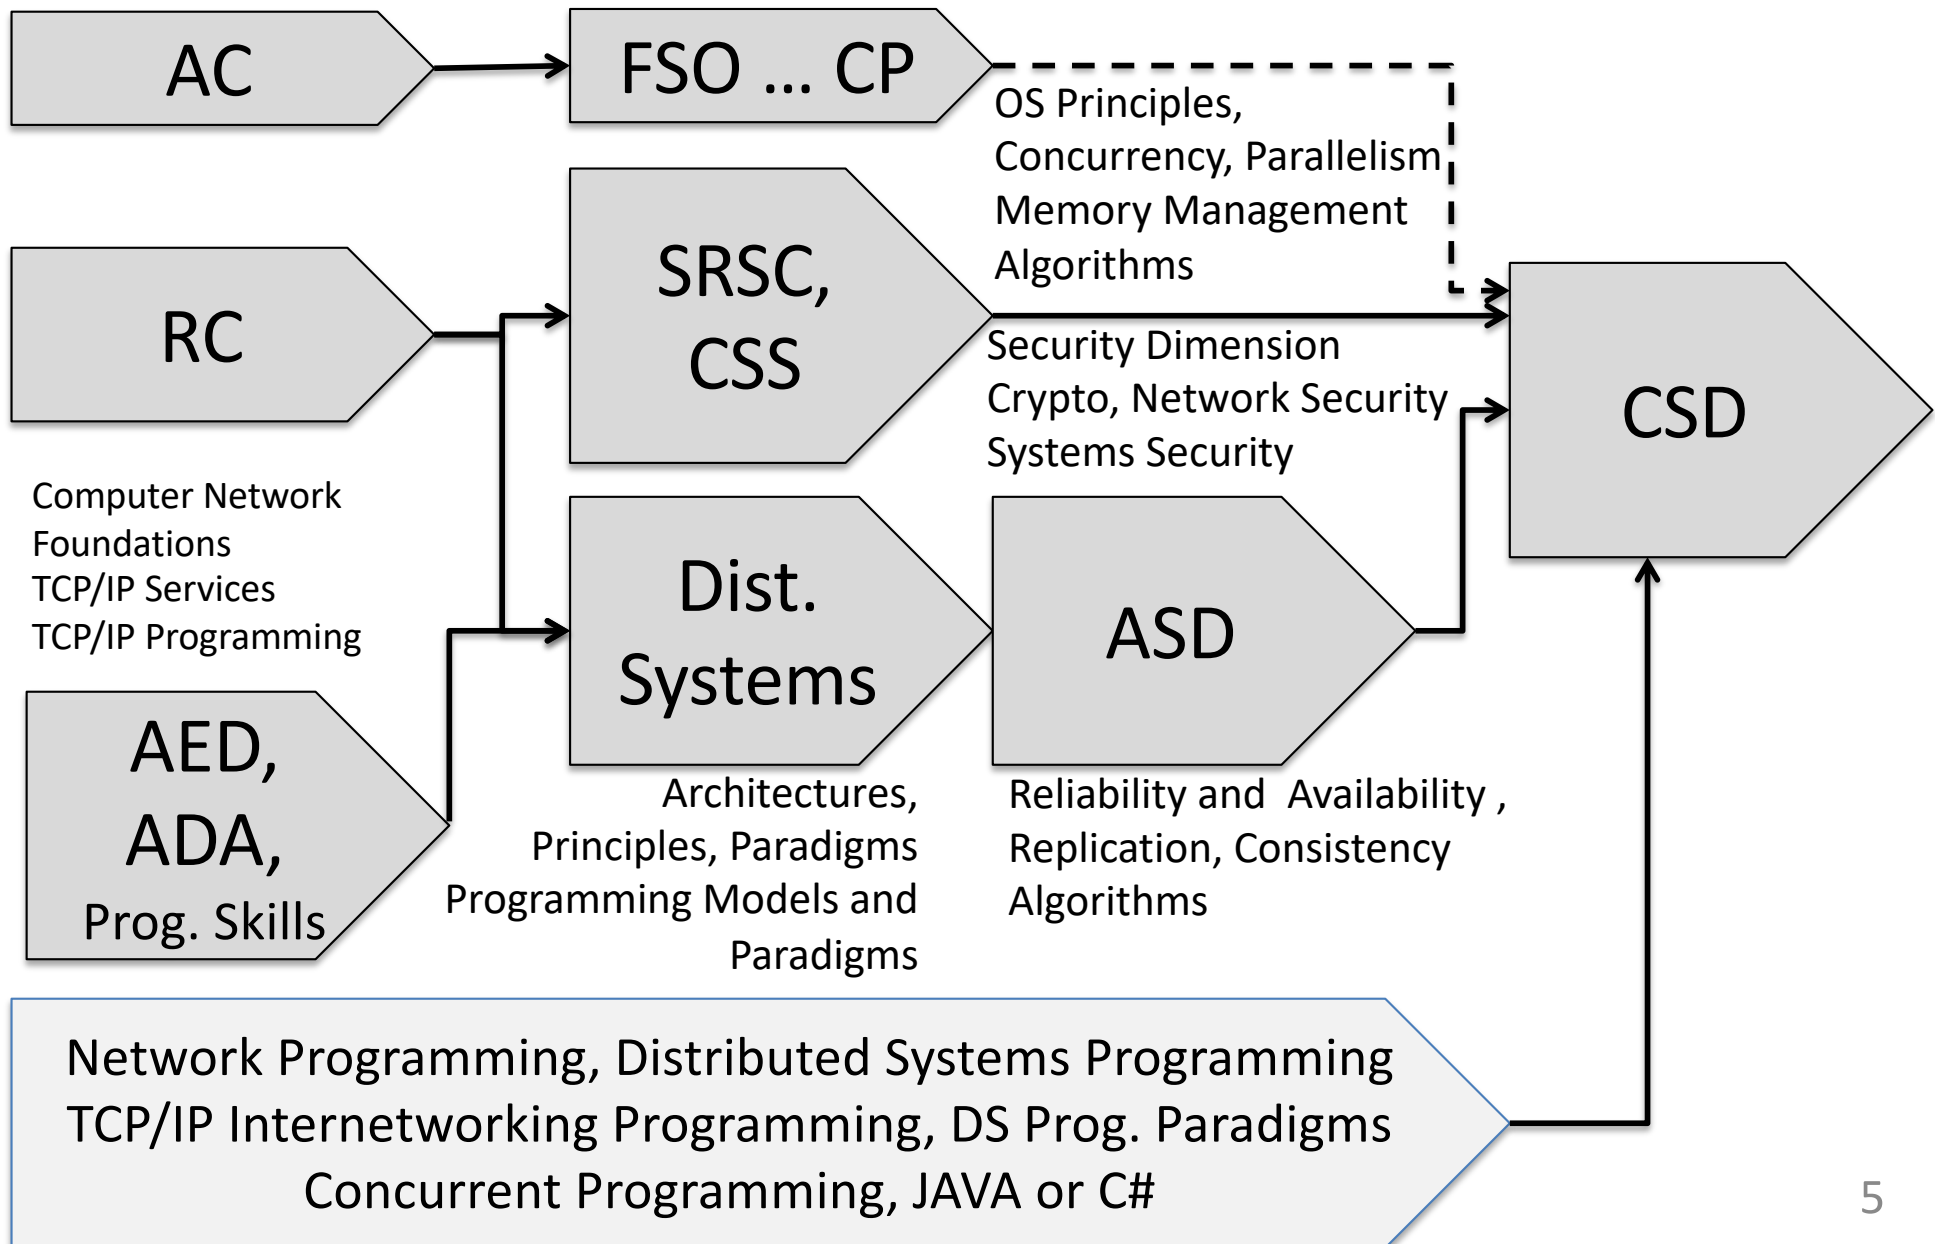 AC
FSO ... CP
OS Principles,
Concurrency, Parallelism
Memory Management
Algorithms
RC
SRSC,
CSS
Security Dimension
Crypto, Network Security
Systems Security
CSD
Computer Network
Foundations
TCP/IP Services
TCP/IP Programming
Dist.
Systems
ASD
AED,
ADA,
Prog. Skills
Architectures,
Principles, Paradigms
Programming Models and
Paradigms
Reliability and  Availability ,
Replication, Consistency
Algorithms
Network Programming, Distributed Systems Programming
TCP/IP Internetworking Programming, DS Prog. Paradigms
Concurrent Programming, JAVA or C#
5